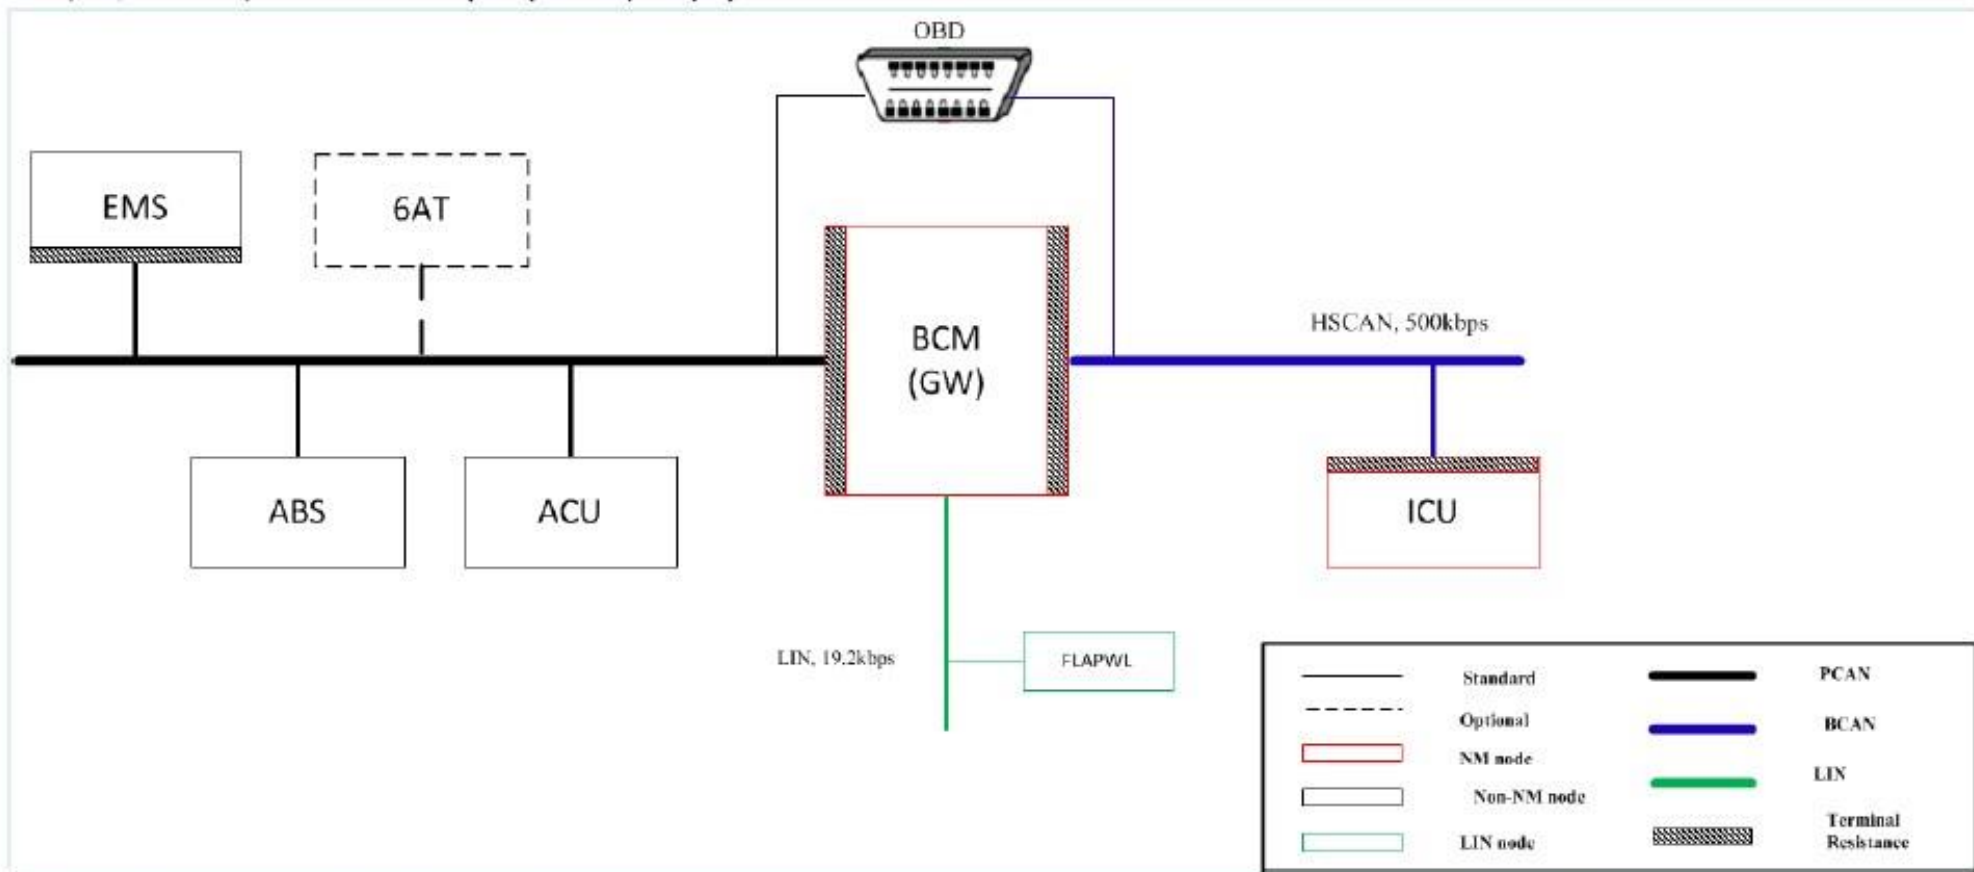 OBD
EMS
6AT
BCM
(GW)
HSCAN, 500kbps
ABS
ACU
ICU
LIN, 19.2kbps
FLAPWL
Standard
PCAN
Optional
BCAN
NM node
LIN
Non-NM node
Terminal
Resistance
LIN node